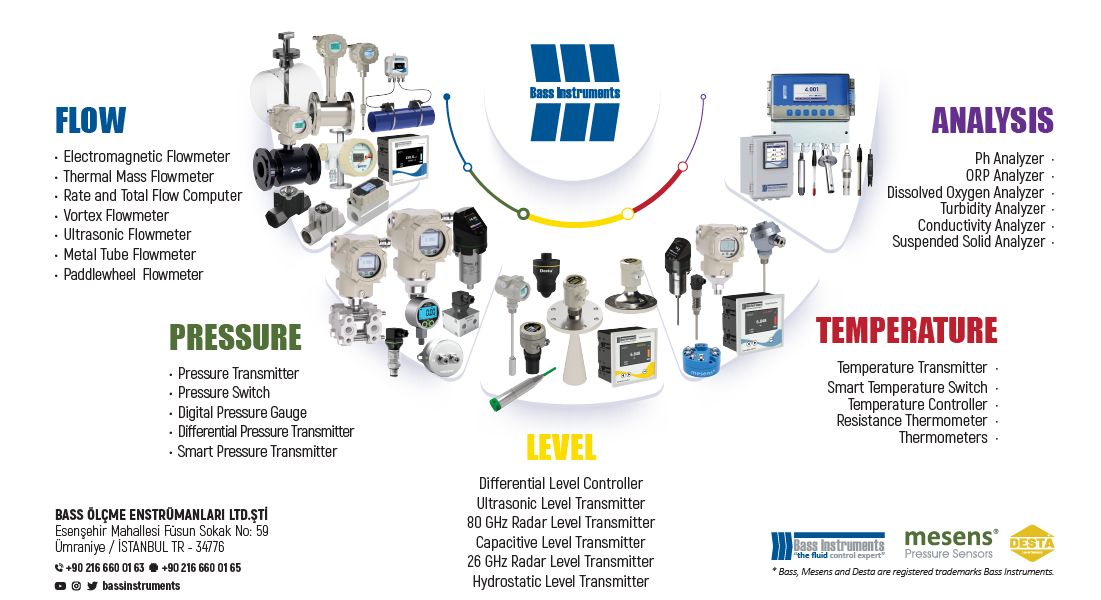 Bass Instruments
FLOW
· Electromagnetic Flowmeter
· Thermal Mass Flowmeter
· Rate and Total Flow Computer
· Vortex Flowmeter
· Ultrasonic Flowmeter
· Metal Tube Flowmeter
· Paddlewheel Flowmeter
ANALYSIS
Ph Analyzer ·
ORP Analyzer ·
Dissolved Oxygen Analyzer ·
Turbidity Analyzer ·
Conductivity Analyzer ·
Suspended Solid Analyzer ·
4.001
Desta
mesens
PRESSURE
· Pressure Transmitter
· Pressure Switch
· Digital Pressure Gauge
· Differential Pressure Transmitter
· Smart Pressure Transmitter
TEMPERATURE
Temperature Transmitter ·
Smart Temperature Switch ·
Temperature Controller ·
Resistance Thermometer ·
Thermometers ·
LEVEL
Differential Level Controller
Ultrasonic Level Transmitter
80 GHz Radar Level Transmitter
Capacitive Level Transmitter
26 GHz Radar Level Transmitter
Hydrostatic Level Transmitter
BASS ÖLÇME ENSTRÜMANLARI LTD.ŞTİ
Esenşehir Mahallesi Füsun Sokak No: 59
Ümraniye / İSTANBUL TR - 34776
+90 216 660 01 63 +90 216 660 01 65
bassinstruments
Bass Instruments
"the fluid control expert"
mesens®
Pressure Sensors
DESTA
* Bass, Mesens and Desta are registered trademarks Bass Instruments.